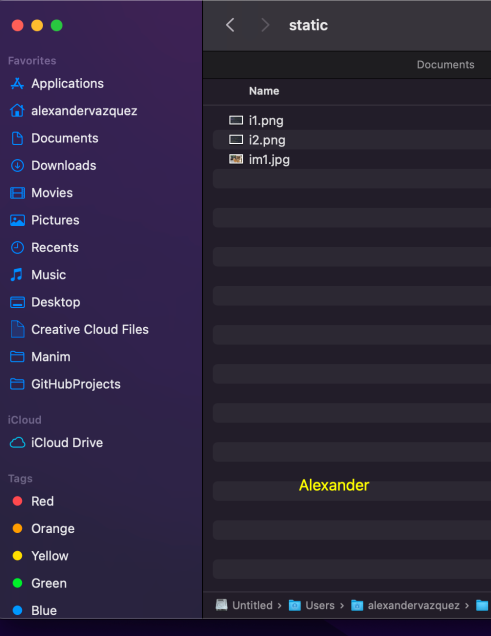 static
Favorites
Applications
alexandervazquez
Documents
Downloads
Movies
Pictures
Recents
Music
Desktop
Creative Cloud Files
Manim
GitHubProjects
iCloud
iCloud Drive
Tags
Red
Orange
Yellow
Green
Blue
Documents
Name
i1.png
i2.png
im1.jpg
Alexander
Untitled › Users › alexandervazquez ›